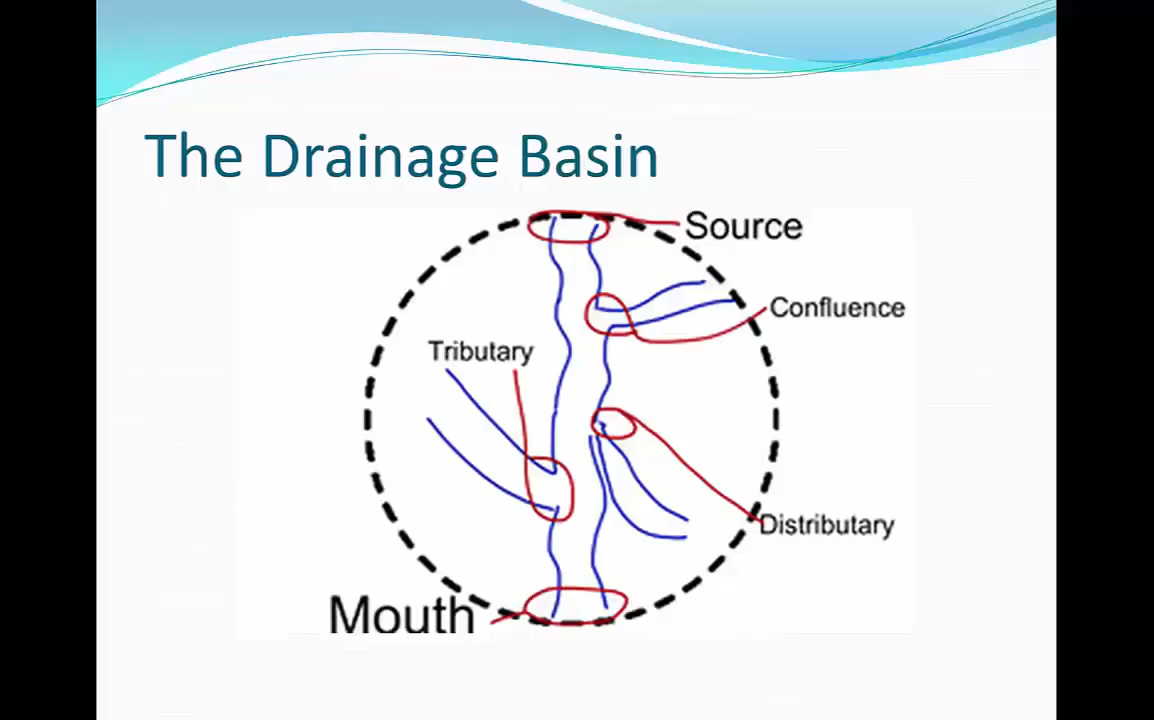 The Drainage Basin
Source
Confluence
Tributary
Distributary
Mouth